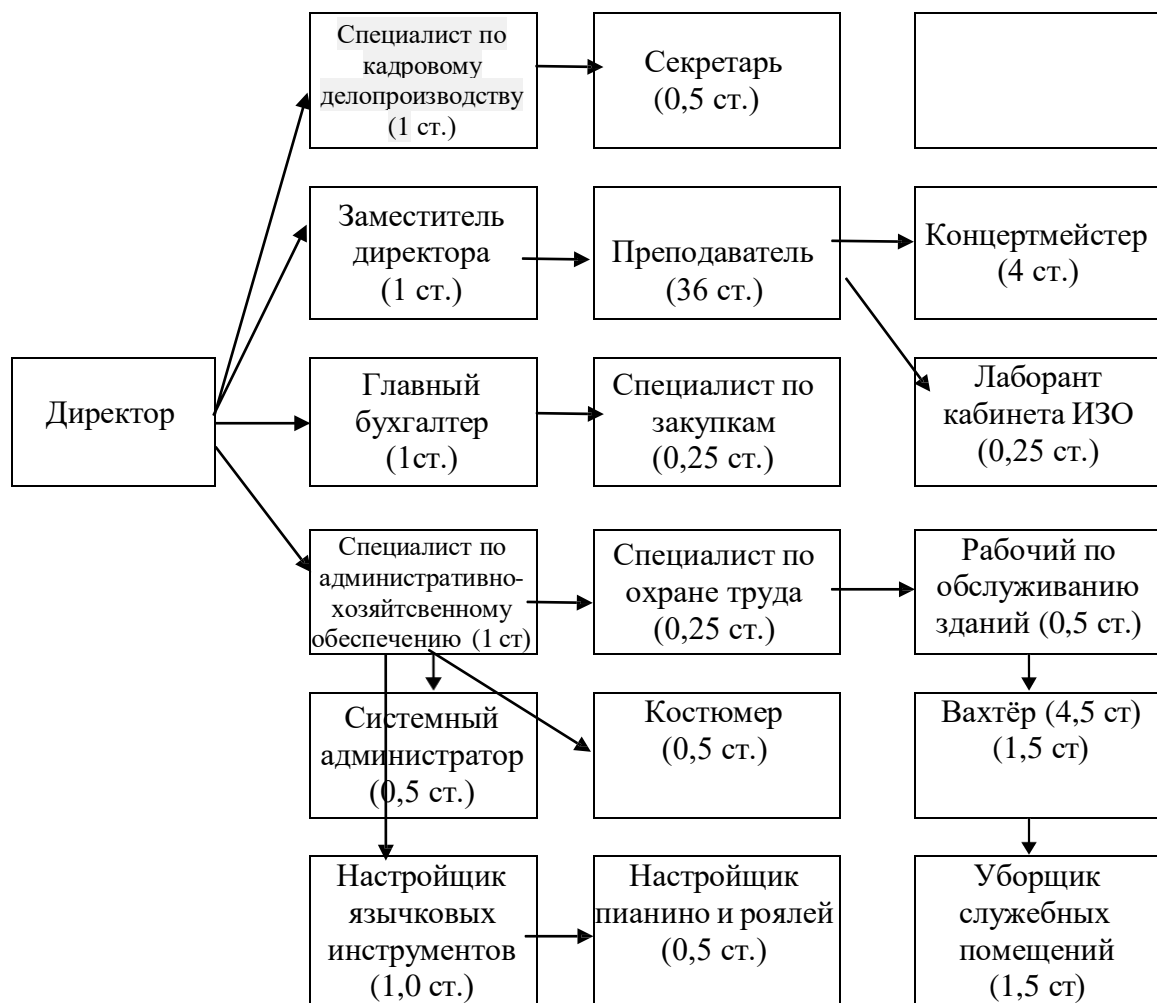 Специалист по
кадровому
делопроизводству
(1 ст.)
Секретарь
(0,5 ст.)
Заместитель
директора
(1 ст.)
Преподаватель
(36 ст.)
Концертмейстер
(4 ст.)
Директор
Главный
бухгалтер
(1ст.)
Специалист по
закупкам
(0,25 ст.)
Лаборант
кабинета ИЗО
(0,25 ст.)
Специалист по
административно-
хозяйтсвенному
обеспечению (1 ст)
Специалист по
охране труда
(0,25 ст.)
Рабочий по
обслуживанию
зданий (0,5 ст.)
Системный
администратор
(0,5 ст.)
Костюмер
(0,5 ст.)
Вахтёр (4,5 ст)
(1,5 ст)
Настройщик
язычковых
инструментов
(1,0 ст.)
Настройщик
пианино и роялей
(0,5 ст.)
Уборщик
служебных
помещений
(1,5 ст)